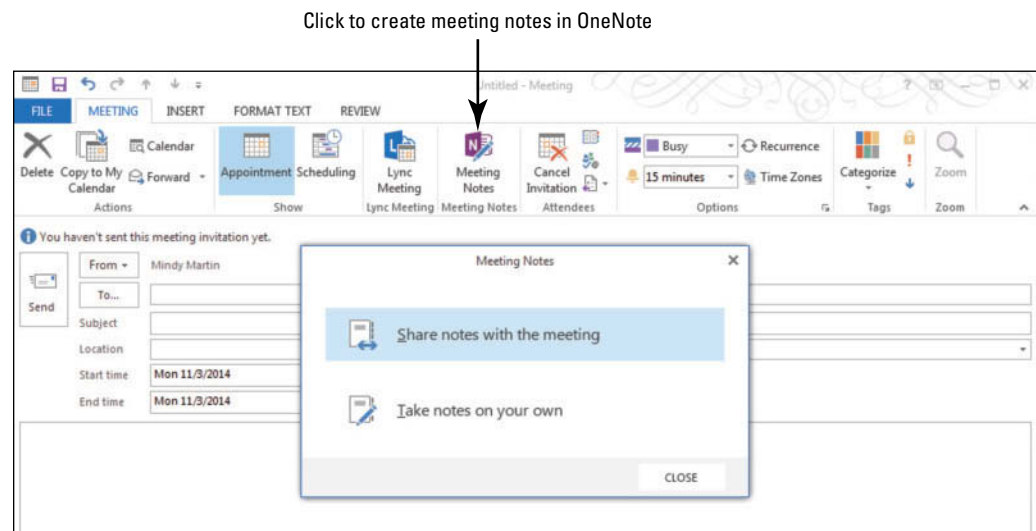 Click to create meeting notes in OneNote
Untitled - Meeting
FILE MEETING INSERT FORMAT TEXT REVIEW
Delete Copy to My Calendar Calendar Forward Appointment Scheduling Lync Meeting Meeting Notes Cancel Invitation Busy 15 minutes Recurrence Time Zones Categorize Zoom
Actions Show Lync Meeting Meeting Notes Attendees Options Tags Zoom
You haven't sent this meeting invitation yet.
From Mindy Martin
To...
Send
Subject
Location
Start time Mon 11/3/2014
End time Mon 11/3/2014
Meeting Notes
Share notes with the meeting
Take notes on your own
CLOSE